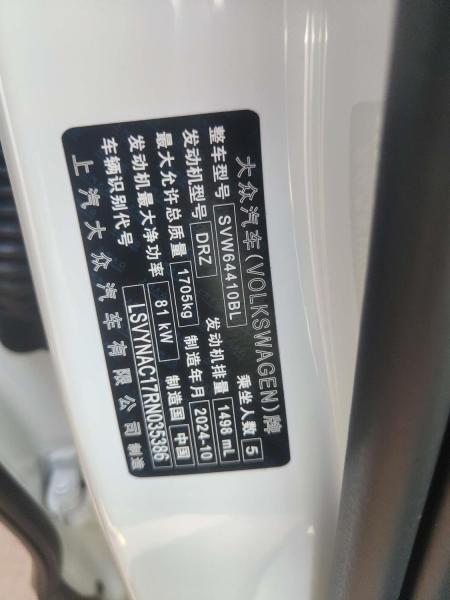 大众汽车(VOLKSWAGEN)牌
整车型号 SVW64410BL 乘坐人数 5
发动机型号 DRZ 发动机排量 1498 mL
最大允许总质量 1705kg 制造年月 2024-10
发动机最大净功率 81 kW 制造国 中国
车辆识别代号 LSVYNAC17RN035386
上汽大众汽车有限公司 制造